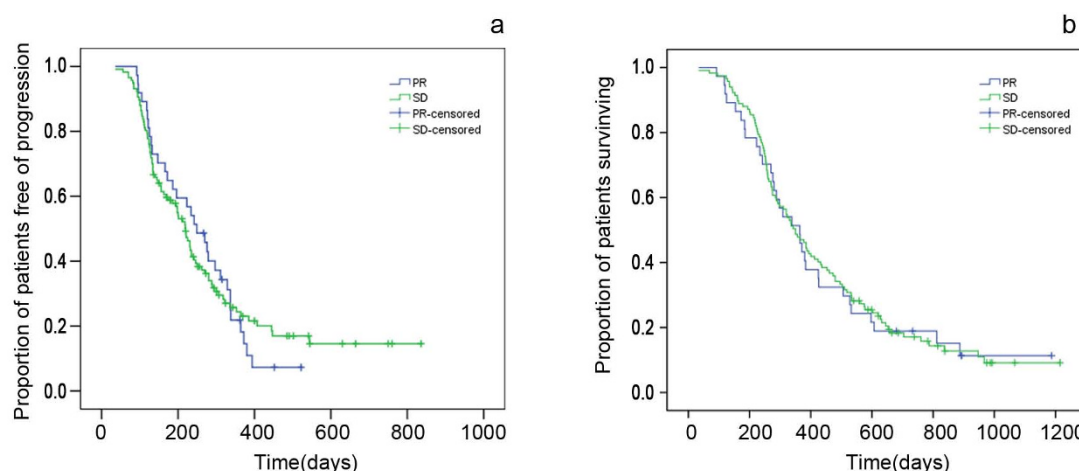 a
Proportion of patients free of progression
1.0
0.8
0.6
0.4
0.2
0.0
PR
SD
PR-censored
SD-censored
0 200 400 600 800 1000
Time(days)
b
Proportion of patients survinving
1.0
0.8
0.6
0.4
0.2
0.0
PR
SD
PR-censored
SD-censored
0 200 400 600 800 1000 1200
Time(days)